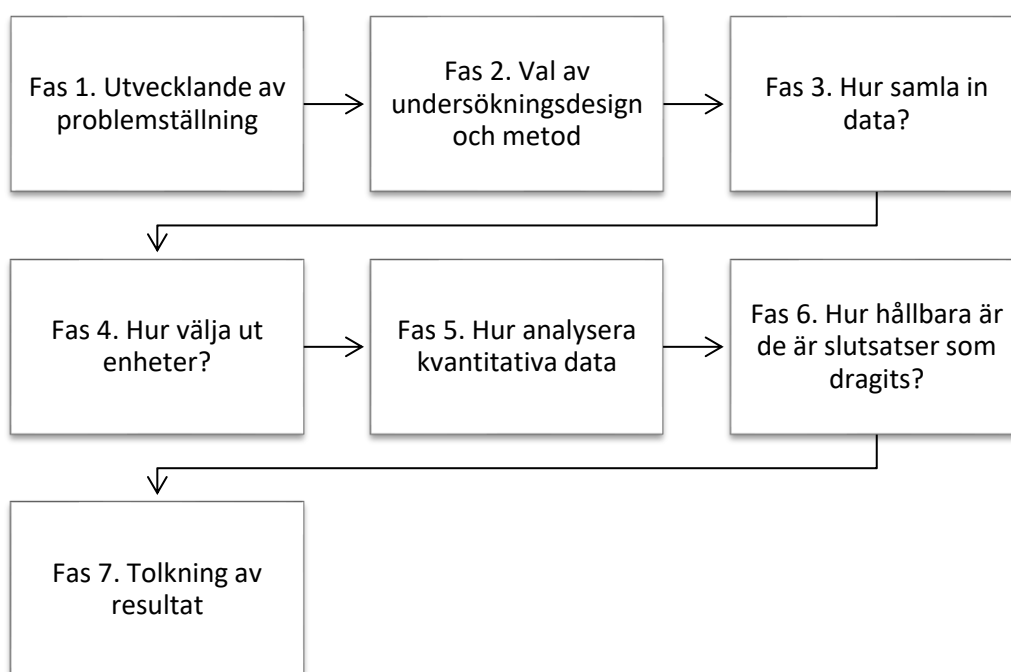 Fas 1. Utvecklande av
problemställning
Fas 2. Val av
undersökningsdesign
och metod
Fas 3. Hur samla in
data?
Fas 4. Hur välja ut
enheter?
Fas 5. Hur analysera
kvantitativa data
Fas 6. Hur hållbara är
de är slutsatser som
dragits?
Fas 7. Tolkning av
resultat